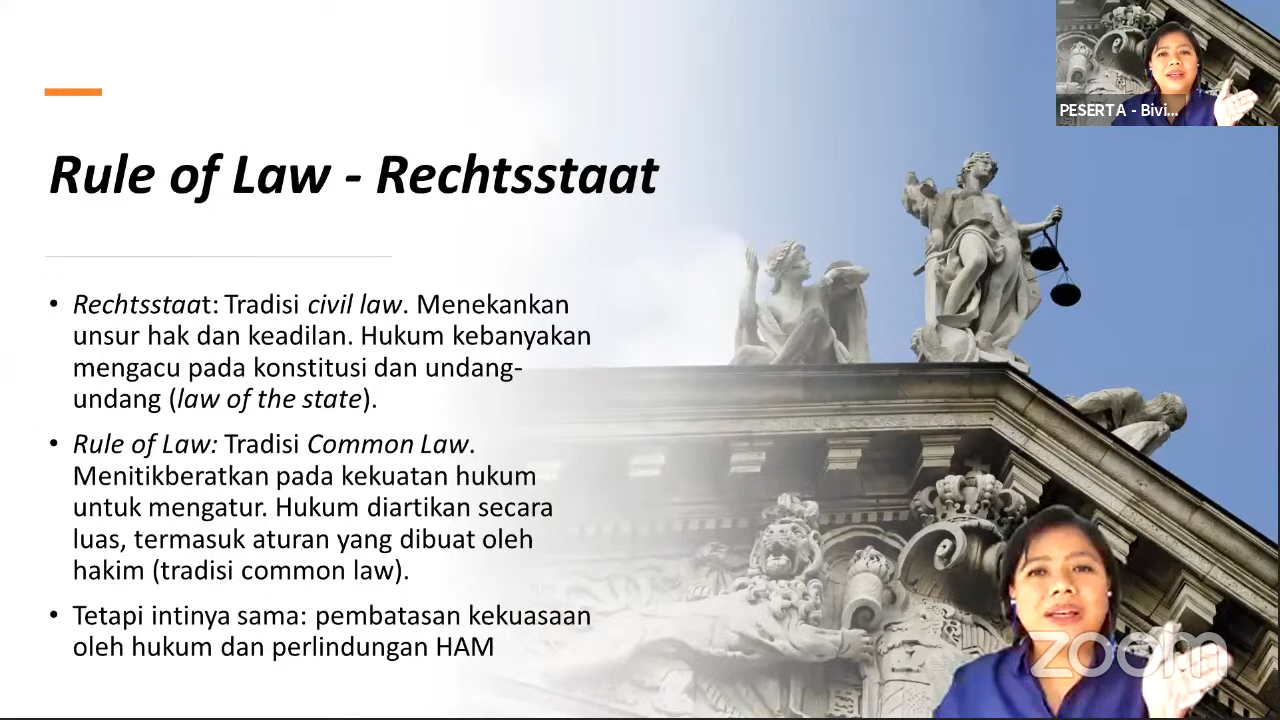 PESERTA - Bivi...
Rule of Law - Rechtsstaat
• Rechtsstaat: Tradisi civil law. Menekankan
unsur hak dan keadilan. Hukum kebanyakan
mengacu pada konstitusi dan undang-
undang (law of the state).
• Rule of Law: Tradisi Common Law.
Menitikberatkan pada kekuatan hukum
untuk mengatur. Hukum diartikan secara
luas, termasuk aturan yang dibuat oleh
hakim (tradisi common law).
• Tetapi intinya sama: pembatasan kekuasaan
oleh hukum dan perlindungan HAM
zoom